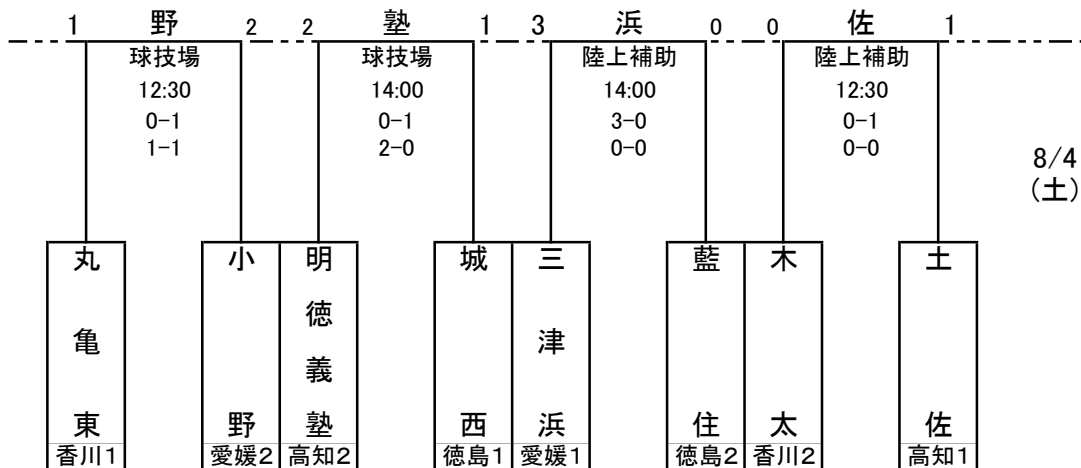 1 野 2 2 塾 1 3 浜 0 0 佐 1
球技場 球技場 陸上補助 陸上補助
12:30 14:00 14:00 12:30
0-1 0-1 3-0 0-1
1-1 2-0 0-0 0-0
8/4
(土)
丸亀東
小野
明徳義塾
城西
三津浜
藍住
木太
土佐
香川1 愛媛2 高知2 徳島1 愛媛1 徳島2 香川2 高知1